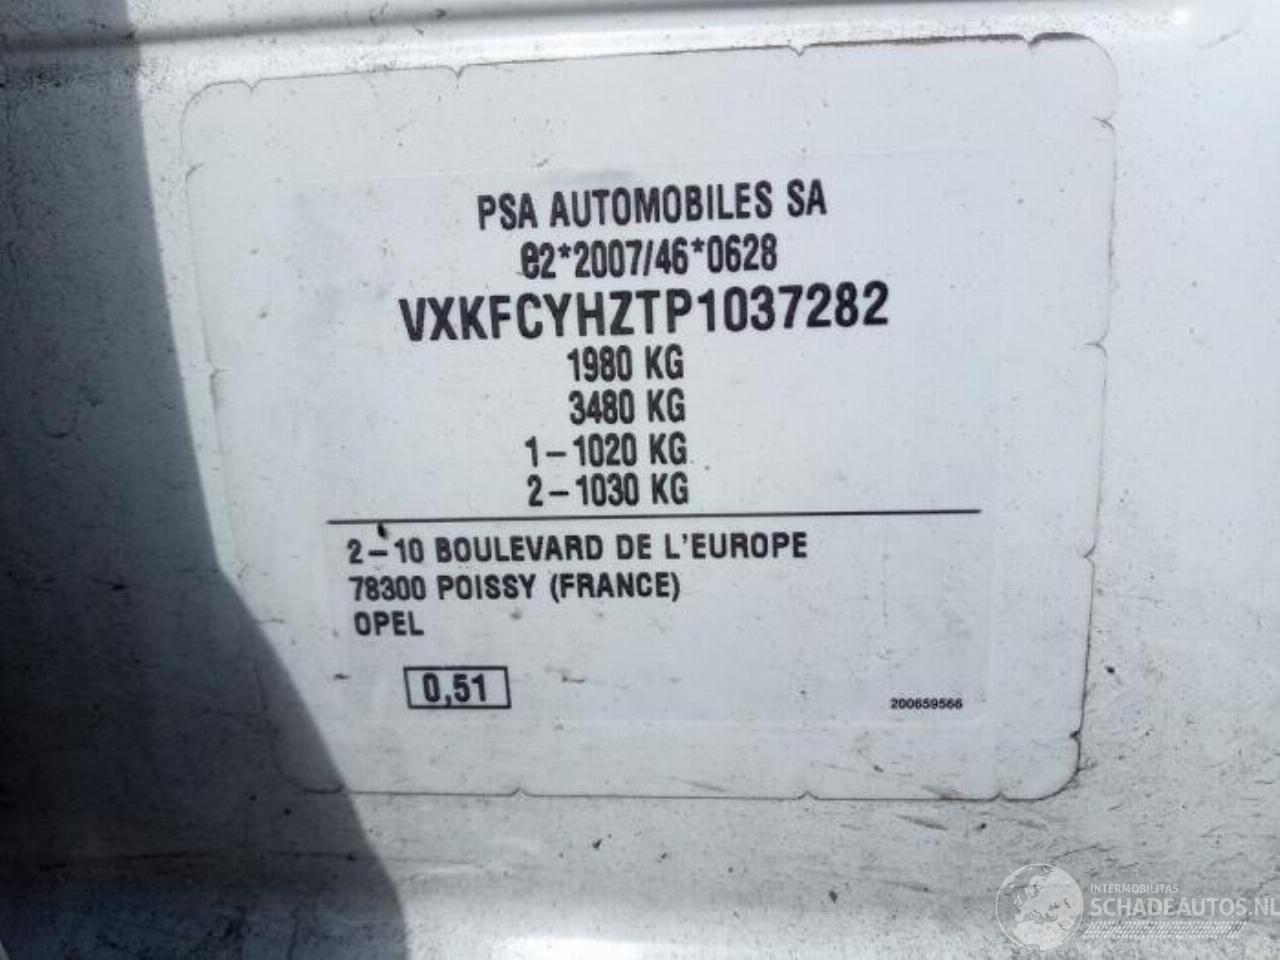 PSA AUTOMOBILES SA
e2*2007/46*0628
VXKFCYHZTP1037282
1980 KG
3480 KG
1-1020 KG
2-1030 KG
2-10 BOULEVARD DE L'EUROPE
78300 POISSY (FRANCE)
OPEL
0,51
200659566
INTERMOBILITAS
SCHADEAUTOS.NL